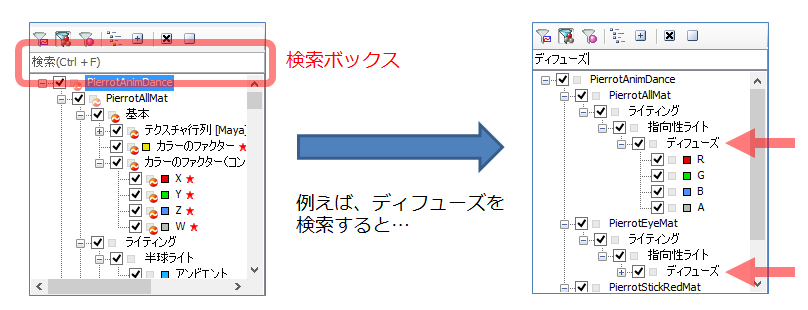 検索(Ctrl + F)
PierrotAnimDance
PierrotAllMat
基本
テクスチャ行列 [Maya]
カラーのファクター
カラーのファクター(コン
X
Y
Z
W
ライティング
半球ライト
アンビエント
検索ボックス
例えば、ディフューズを
検索すると…
ディフューズ
PierrotAnimDance
PierrotAllMat
ライティング
指向性ライト
ディフューズ
R
G
B
A
PierrotEyeMat
ライティング
指向性ライト
ディフューズ
PierrotStickRedMat